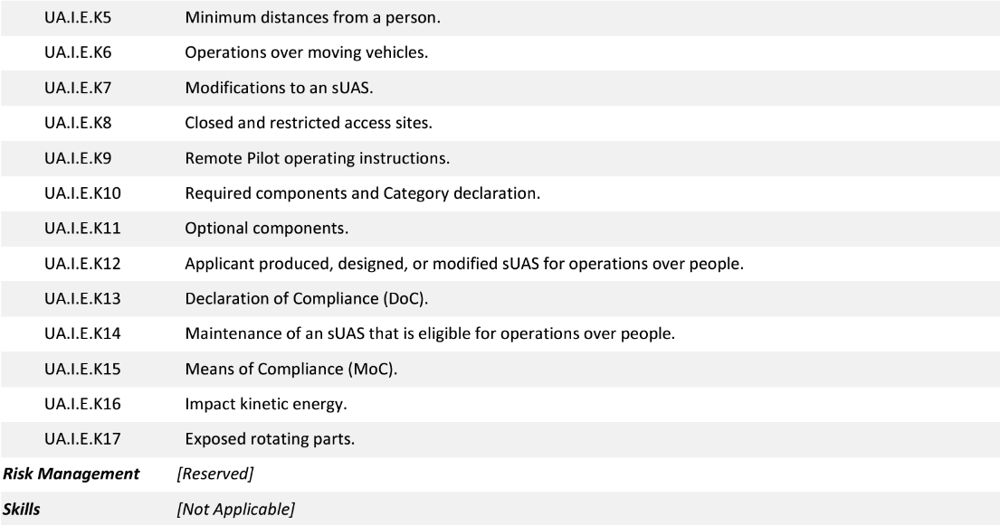 UA.I.E.K5 Minimum distances from a person.
UA.I.E.K6 Operations over moving vehicles.
UA.I.E.K7 Modifications to an sUAS.
UA.I.E.K8 Closed and restricted access sites.
UA.I.E.K9 Remote Pilot operating instructions.
UA.I.E.K10 Required components and Category declaration.
UA.I.E.K11 Optional components.
UA.I.E.K12 Applicant produced, designed, or modified sUAS for operations over people.
UA.I.E.K13 Declaration of Compliance (DoC).
UA.I.E.K14 Maintenance of an sUAS that is eligible for operations over people.
UA.I.E.K15 Means of Compliance (MoC).
UA.I.E.K16 Impact kinetic energy.
UA.I.E.K17 Exposed rotating parts.
Risk Management [Reserved]
Skills [Not Applicable]